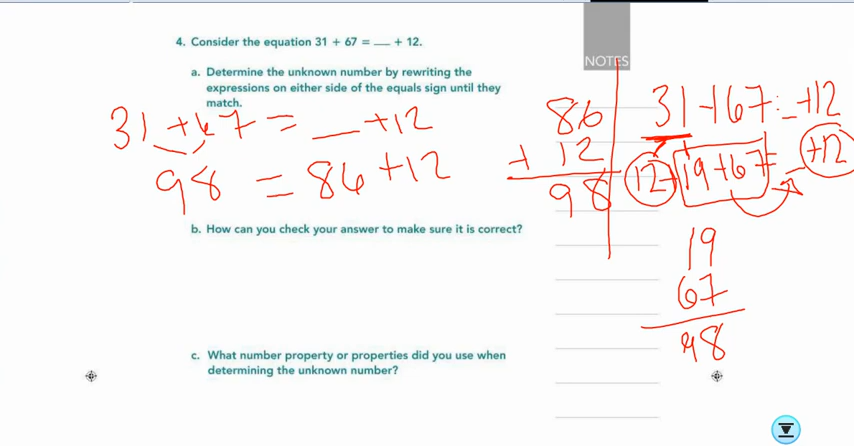 NOTES
4. Consider the equation 31 + 67 = __ + 12.
a. Determine the unknown number by rewriting the
expressions on either side of the equals sign until they
match.
31 + 67 = __ + 12
98 = 86 + 12
86
+ 12
98
31 + 67 = _ + 12
12 + 19 + 67 = _ + 12
19
67
98
b. How can you check your answer to make sure it is correct?
c. What number property or properties did you use when
determining the unknown number?